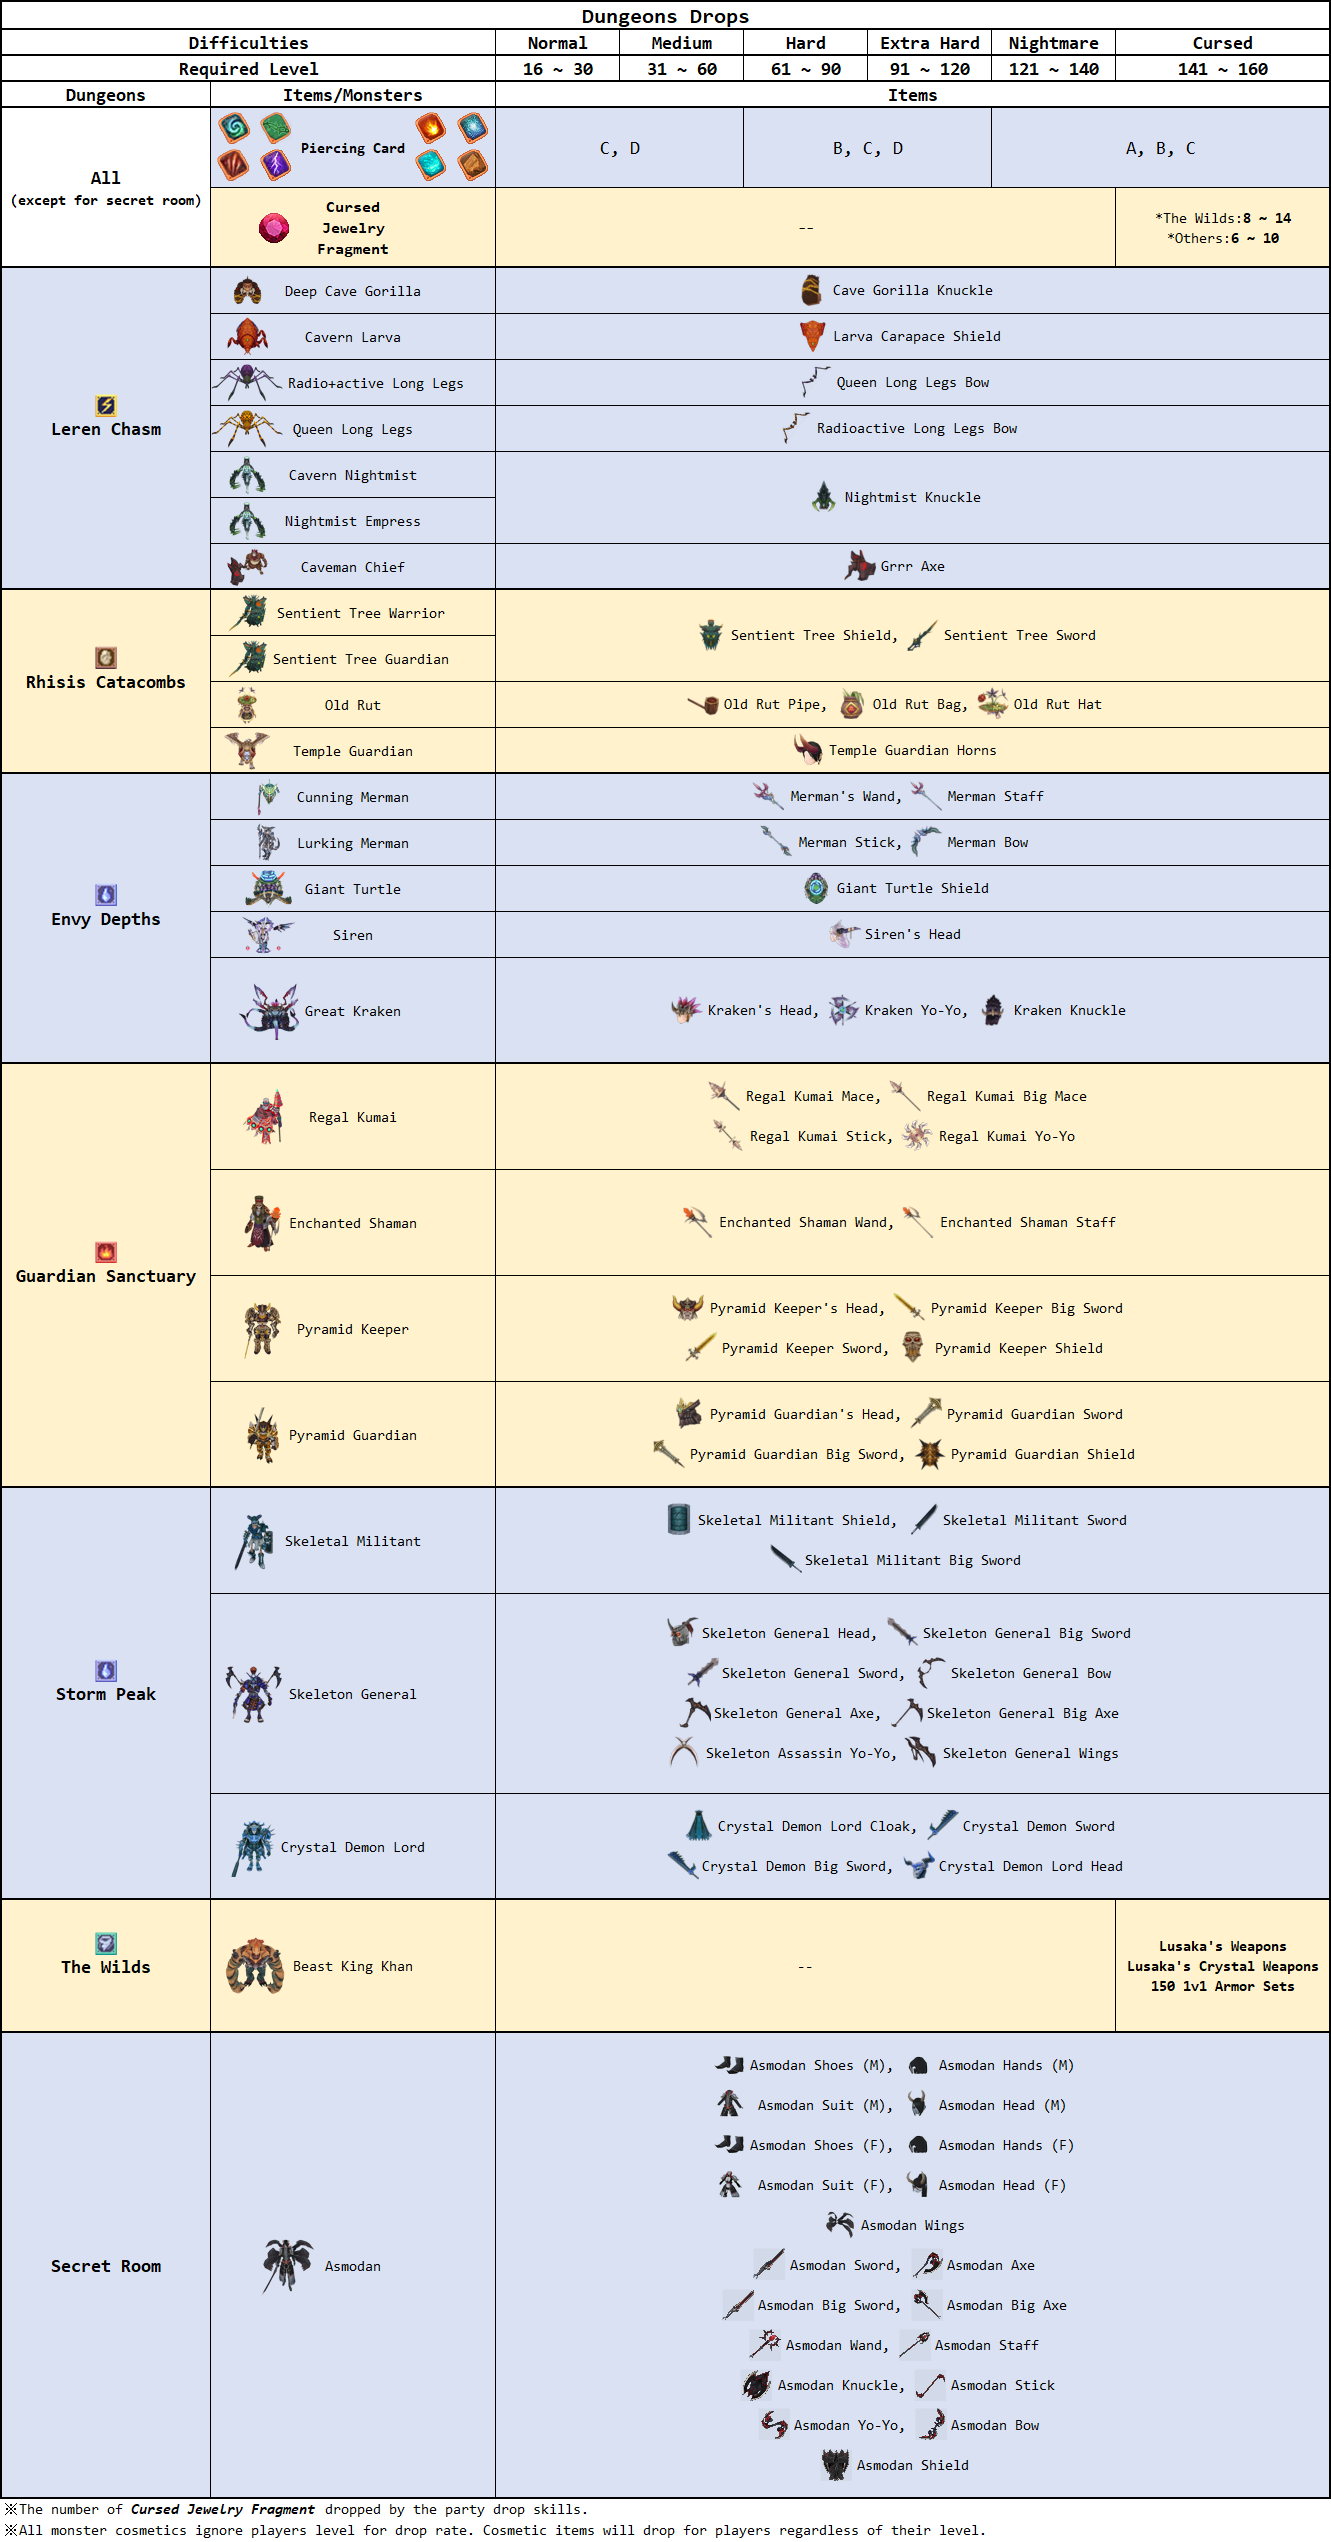 Dungeons Drops
Difficulties Normal Medium Hard Extra Hard Nightmare Cursed
Required Level 16 ~ 30 31 ~ 60 61 ~ 90 91 ~ 120 121 ~ 140 141 ~ 160
Dungeons Items/Monsters Items
All
(except for secret room)
Piercing Card C, D B, C, D A, B, C
Cursed
Jewelry
Fragment
--
*The Wilds:8 ~ 14
*Others:6 ~ 10
Leren Chasm
Deep Cave Gorilla Cave Gorilla Knuckle
Cavern Larva Larva Carapace Shield
Radio+active Long Legs Queen Long Legs Bow
Queen Long Legs Radioactive Long Legs Bow
Cavern Nightmist
Nightmist Empress
Nightmist Knuckle
Caveman Chief Grrr Axe
Rhisis Catacombs
Sentient Tree Warrior
Sentient Tree Guardian
Sentient Tree Shield, Sentient Tree Sword
Old Rut Old Rut Pipe, Old Rut Bag, Old Rut Hat
Temple Guardian Temple Guardian Horns
Envy Depths
Cunning Merman Merman's Wand, Merman Staff
Lurking Merman Merman Stick, Merman Bow
Giant Turtle Giant Turtle Shield
Siren Siren's Head
Great Kraken Kraken's Head, Kraken Yo-Yo, Kraken Knuckle
Guardian Sanctuary
Regal Kumai
Regal Kumai Mace, Regal Kumai Big Mace
Regal Kumai Stick, Regal Kumai Yo-Yo
Enchanted Shaman Enchanted Shaman Wand, Enchanted Shaman Staff
Pyramid Keeper
Pyramid Keeper's Head, Pyramid Keeper Big Sword
Pyramid Keeper Sword, Pyramid Keeper Shield
Pyramid Guardian
Pyramid Guardian's Head, Pyramid Guardian Sword
Pyramid Guardian Big Sword, Pyramid Guardian Shield
Storm Peak
Skeletal Militant
Skeletal Militant Shield, Skeletal Militant Sword
Skeletal Militant Big Sword
Skeleton General
Skeleton General Head, Skeleton General Big Sword
Skeleton General Sword, Skeleton General Bow
Skeleton General Axe, Skeleton General Big Axe
Skeleton Assassin Yo-Yo, Skeleton General Wings
Crystal Demon Lord
Crystal Demon Lord Cloak, Crystal Demon Sword
Crystal Demon Big Sword, Crystal Demon Lord Head
The Wilds
Beast King Khan
--
Lusaka's Weapons
Lusaka's Crystal Weapons
150 lvl Armor Sets
Secret Room
Asmodan
Asmodan Shoes (M), Asmodan Hands (M)
Asmodan Suit (M), Asmodan Head (M)
Asmodan Shoes (F), Asmodan Hands (F)
Asmodan Suit (F), Asmodan Head (F)
Asmodan Wings
Asmodan Sword, Asmodan Axe
Asmodan Big Sword, Asmodan Big Axe
Asmodan Wand, Asmodan Staff
Asmodan Knuckle, Asmodan Stick
Asmodan Yo-Yo, Asmodan Bow
Asmodan Shield
※The number of Cursed Jewelry Fragment dropped by the party drop skills.
※All monster cosmetics ignore players level for drop rate. Cosmetic items will drop for players regardless of their level.